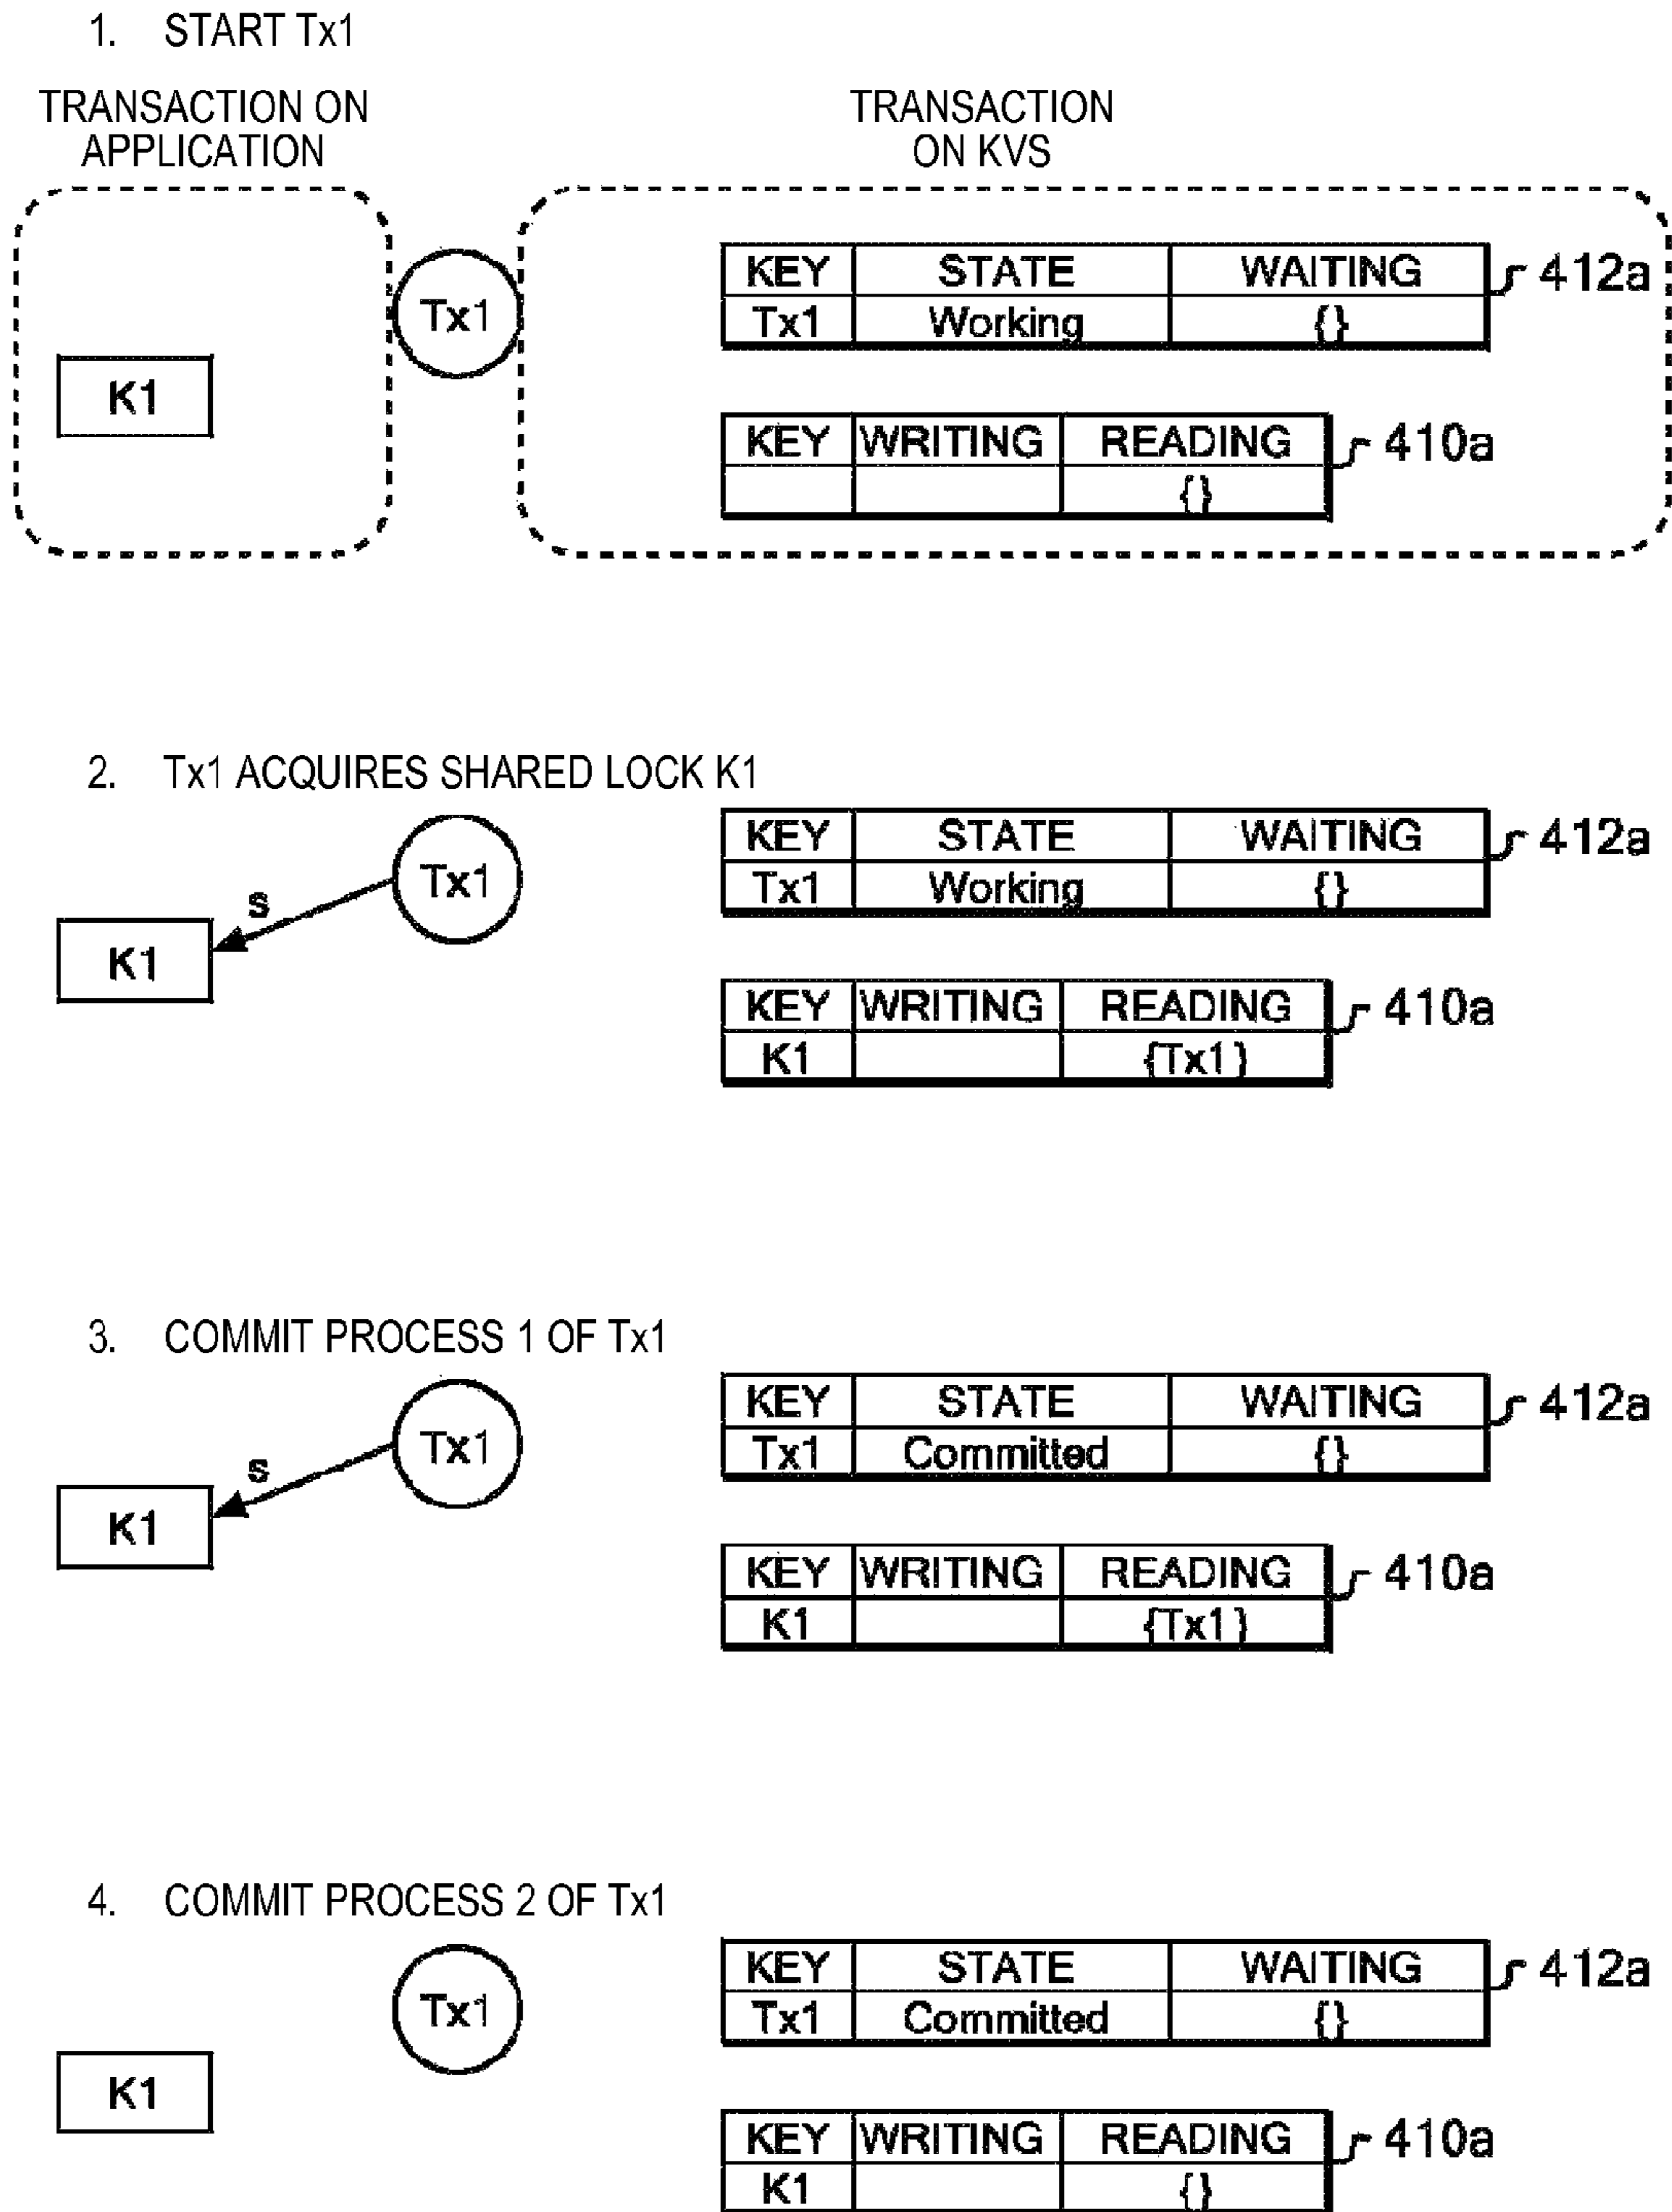 1. START Tx1
TRANSACTION ON
APPLICATION
TRANSACTION
ON KVS
Tx1
K1
KEY STATE WAITING 412a
Tx1 Working {}
KEY WRITING READING 410a
{}
2. Tx1 ACQUIRES SHARED LOCK K1
Tx1
s
K1
KEY STATE WAITING 412a
Tx1 Working {}
KEY WRITING READING 410a
K1 {Tx1}
3. COMMIT PROCESS 1 OF Tx1
Tx1
s
K1
KEY STATE WAITING 412a
Tx1 Committed {}
KEY WRITING READING 410a
K1 {Tx1}
4. COMMIT PROCESS 2 OF Tx1
Tx1
K1
KEY STATE WAITING 412a
Tx1 Committed {}
KEY WRITING READING 410a
K1 {}